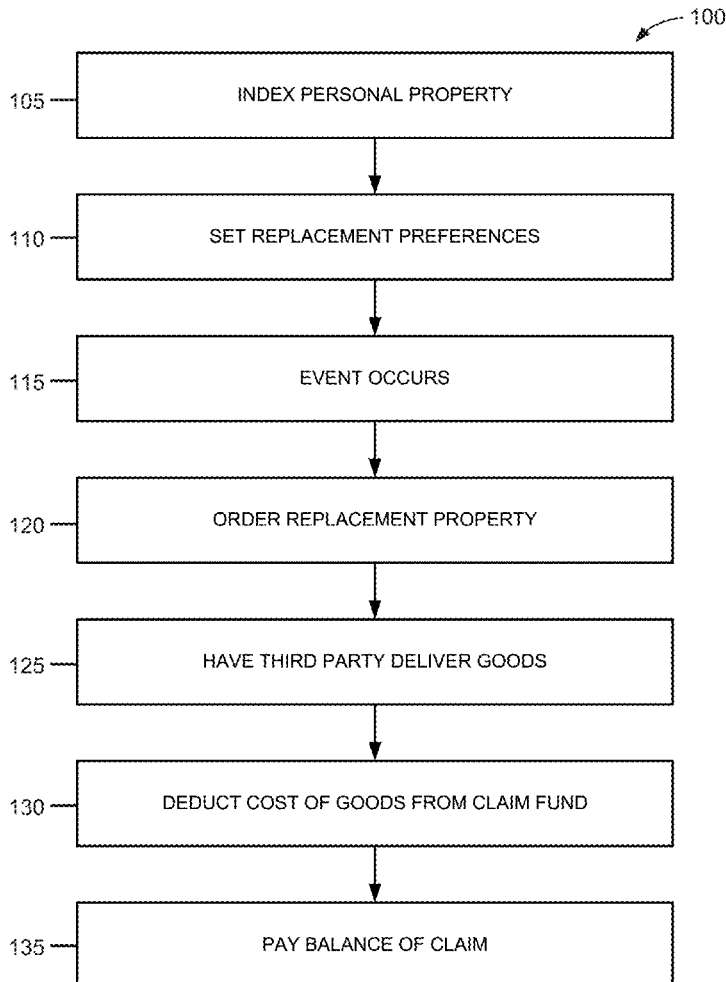 100
105 INDEX PERSONAL PROPERTY
110 SET REPLACEMENT PREFERENCES
115 EVENT OCCURS
120 ORDER REPLACEMENT PROPERTY
125 HAVE THIRD PARTY DELIVER GOODS
130 DEDUCT COST OF GOODS FROM CLAIM FUND
135 PAY BALANCE OF CLAIM